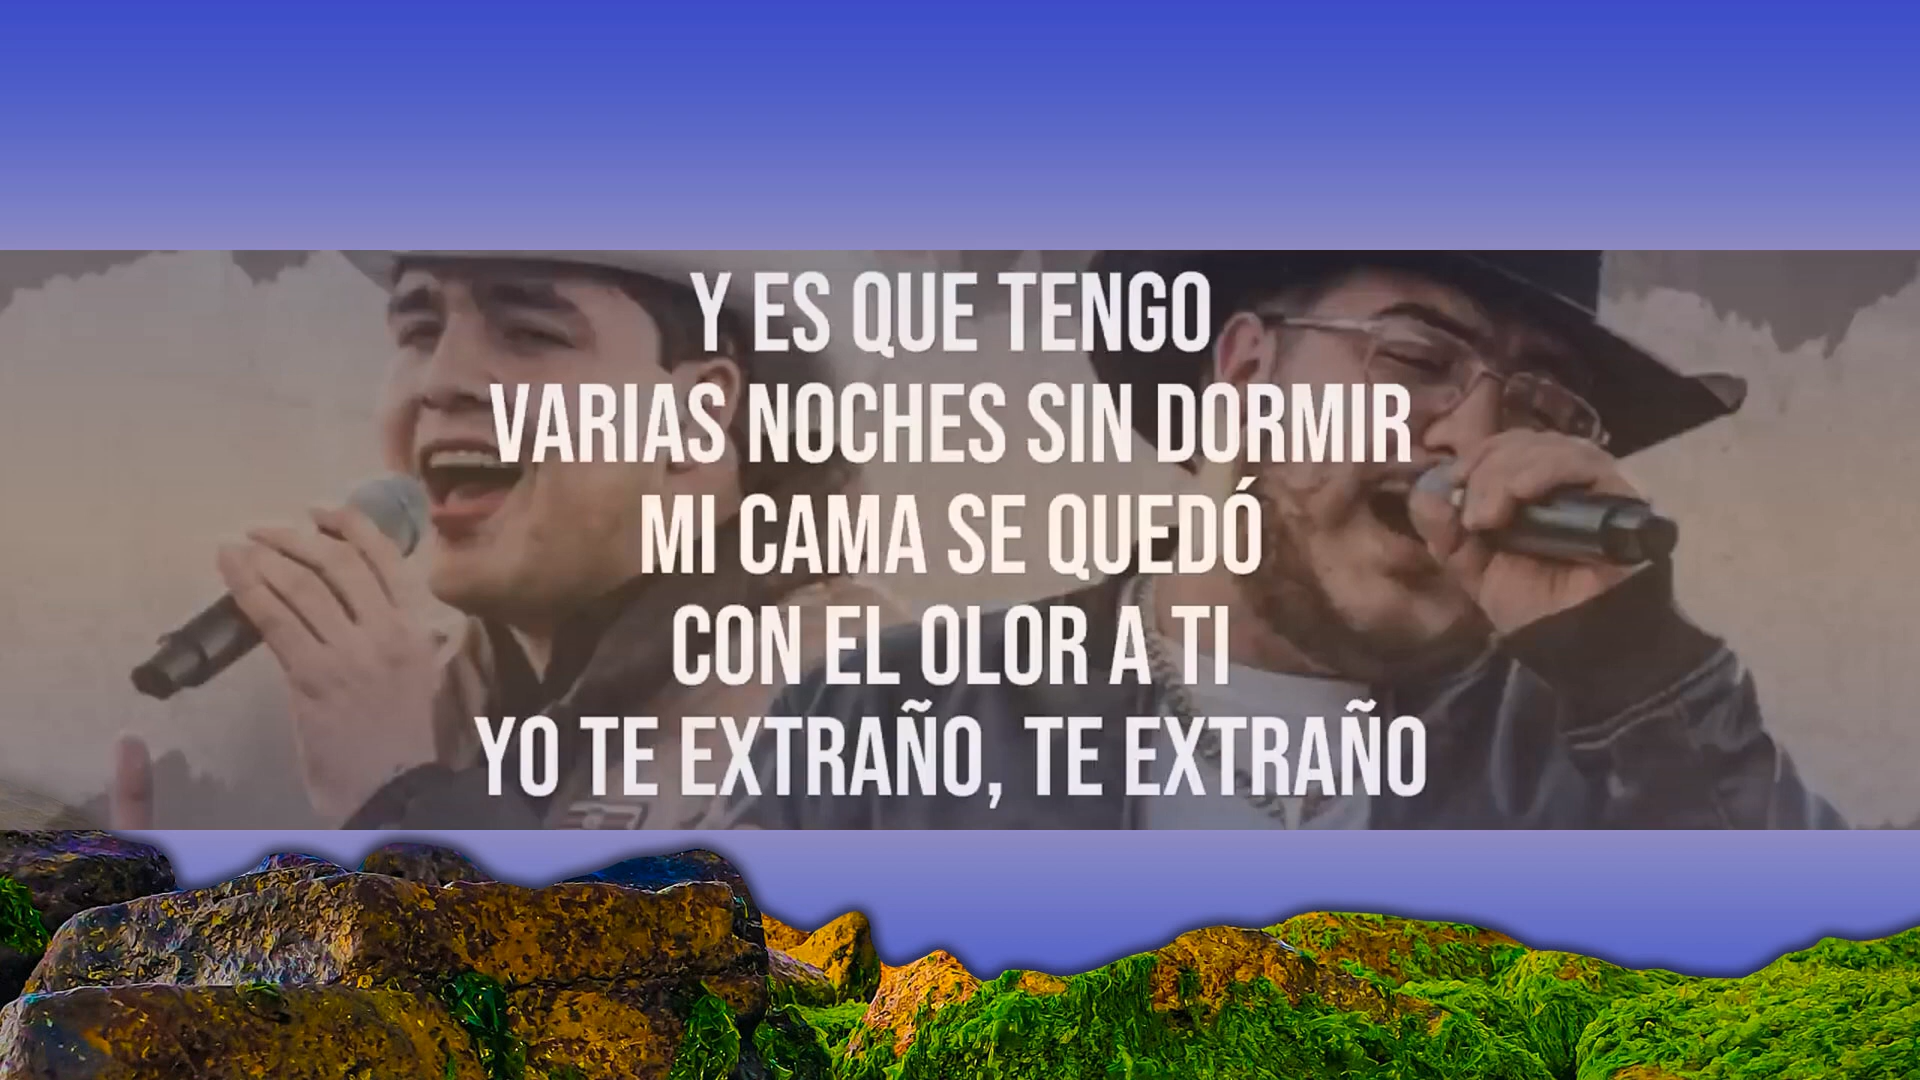 Y ES QUE TENGO
VARIAS NOCHES SIN DORMIR
MI CAMA SE QUEDÓ
CON EL OLOR A TI
YO TE EXTRAÑO, TE EXTRAÑO